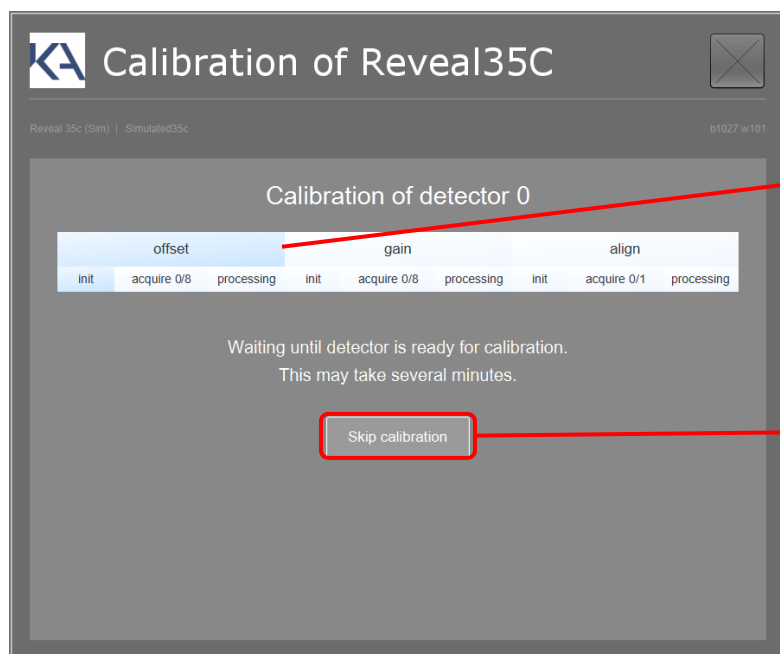 KA Calibration of Reveal35C
Reveal 35c (Sim) | Simulated35c b1027 w101
Calibration of detector 0
offset gain align
init acquire 0/8 processing init acquire 0/8 processing init acquire 0/1 processing
Waiting until detector is ready for calibration.
This may take several minutes.
Skip calibration